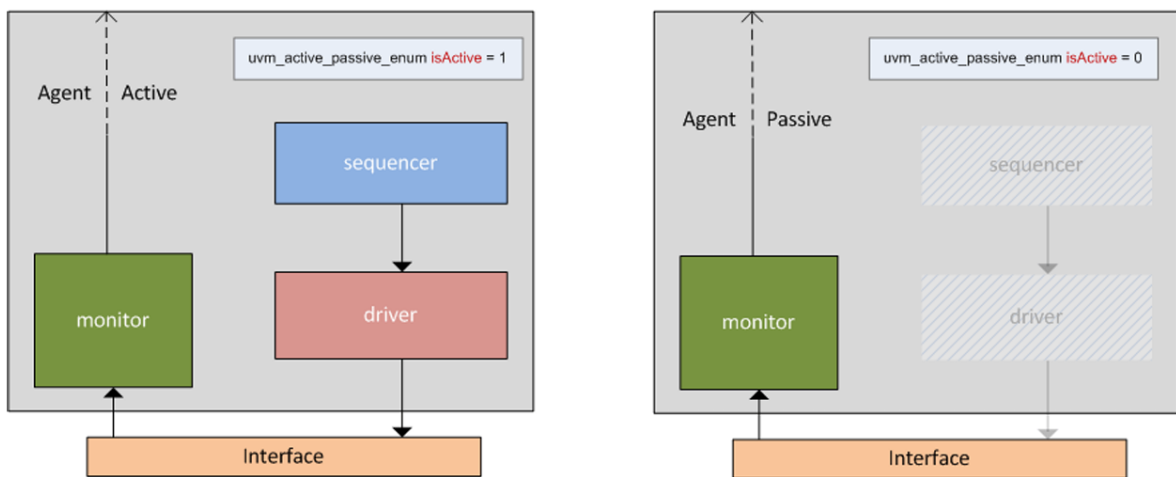 uvm_active_passive_enum isActive = 1
Agent Active
sequencer
driver
monitor
Interface
uvm_active_passive_enum isActive = 0
Agent Passive
sequencer
driver
monitor
Interface